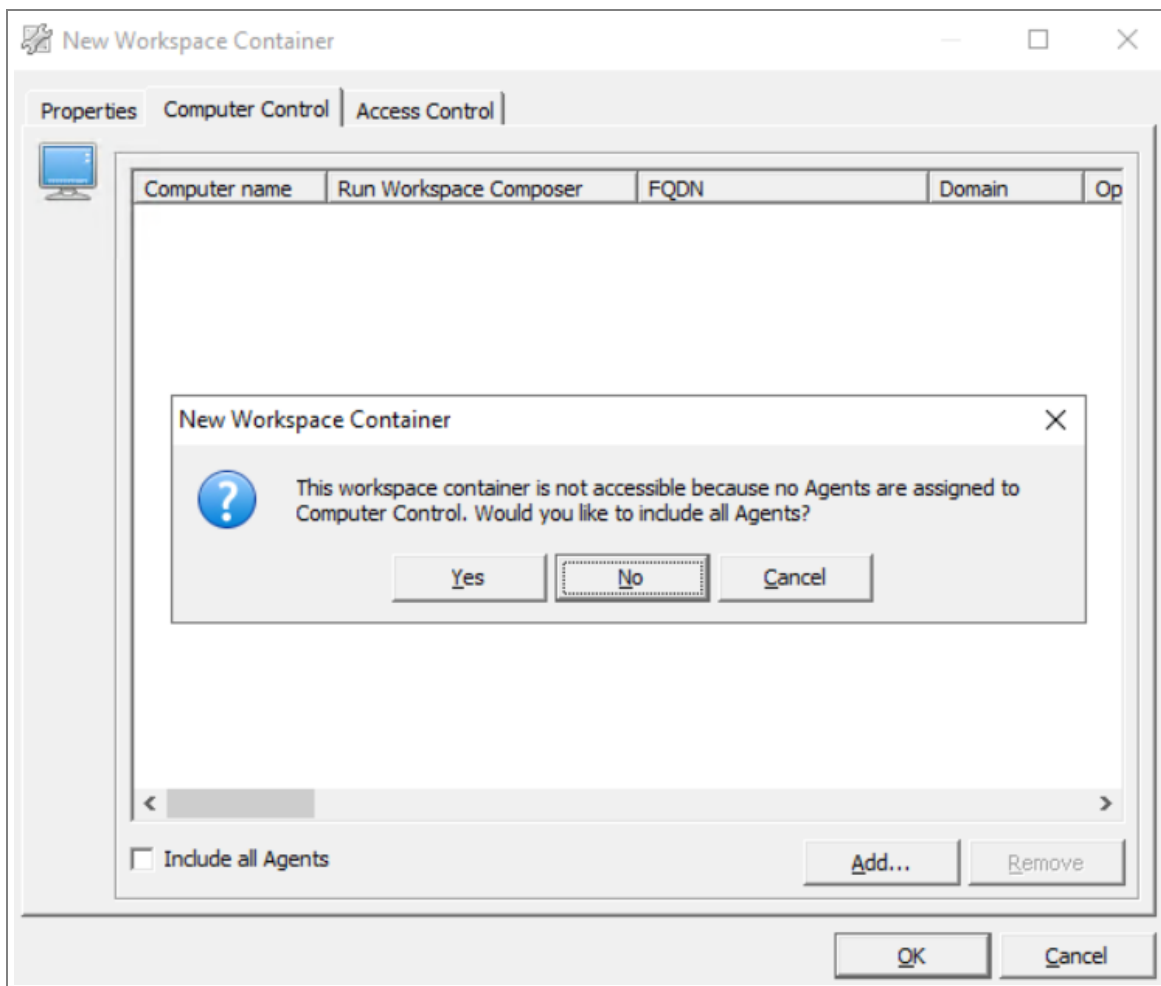 New Workspace Container
Properties
Computer Control
Access Control
Computer name
Run Workspace Composer
FQDN
Domain
Op
New Workspace Container
This workspace container is not accessible because no Agents are assigned to
Computer Control. Would you like to include all Agents?
Yes
No
Cancel
Include all Agents
Add...
Remove
OK
Cancel